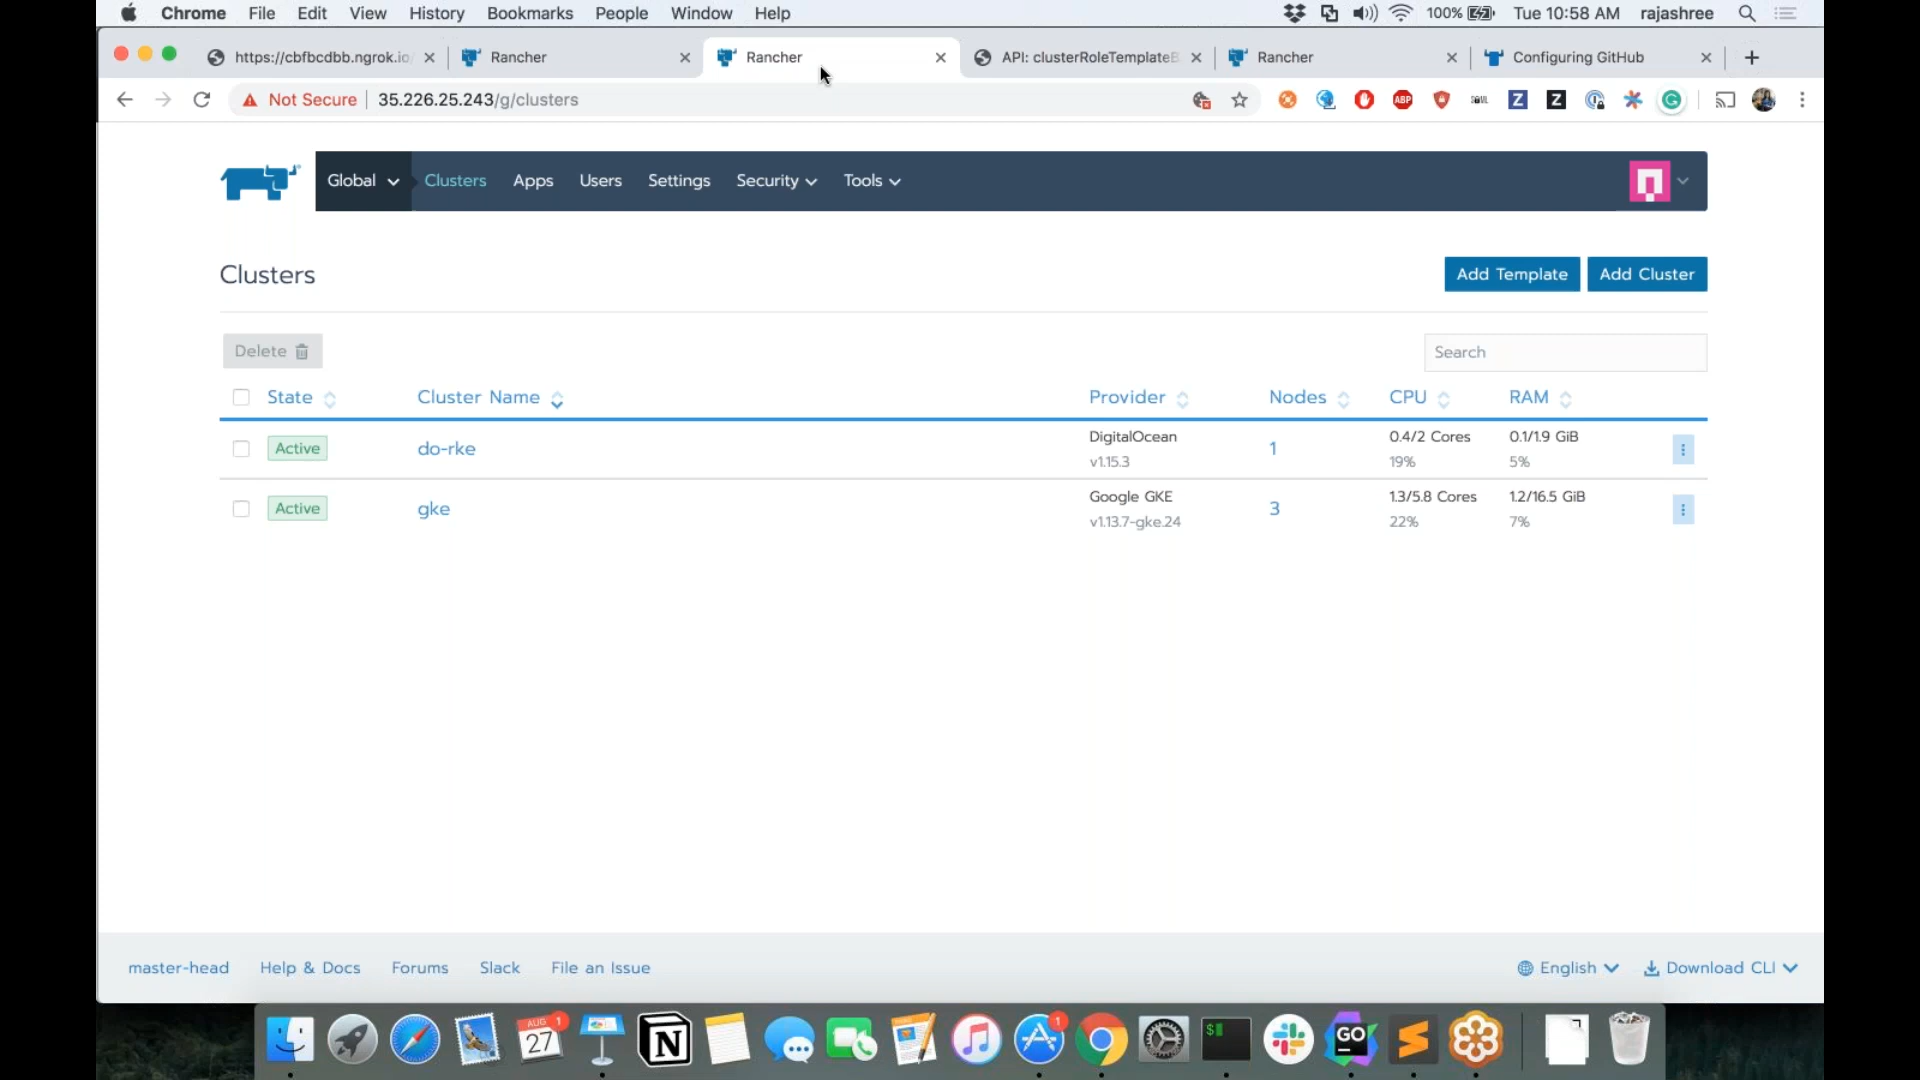 Chrome File Edit View History Bookmarks People Window Help 100% Tue 10:58 AM rajashree
https://cbfbcdbb.ngrok.io Rancher Rancher API: clusterRoleTemplateB Rancher Configuring GitHub
Not Secure 35.226.25.243/g/clusters ABP
Global Clusters Apps Users Settings Security Tools
Clusters Add Template Add Cluster
Delete Search
State Cluster Name Provider Nodes CPU RAM
Active do-rke DigitalOcean 1 0.4/2 Cores 0.1/1.9 GiB
v1.15.3 19% 5%
Active gke Google GKE 3 1.3/5.8 Cores 1.2/16.5 GiB
v1.13.7-gke.24 22% 7%
master-head Help & Docs Forums Slack File an Issue English Download CLI
AUG 27 1 1 $ GO